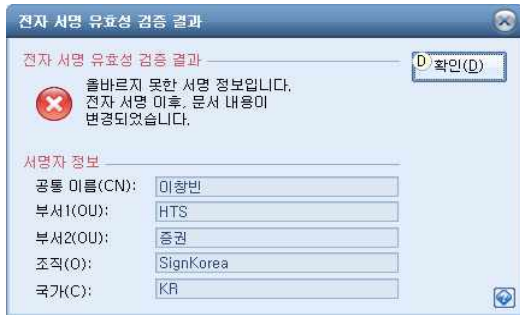 전자 서명 유효성 검증 결과
전자 서명 유효성 검증 결과
올바르지 못한 서명 정보입니다.
전자 서명 이후, 문서 내용이
변경되었습니다.
D 확인(D)
서명자 정보
공통 이름(CN): 이창빈
부서1(OU): HTS
부서2(OU): 증권
조직(O): SignKorea
국가(C): KR